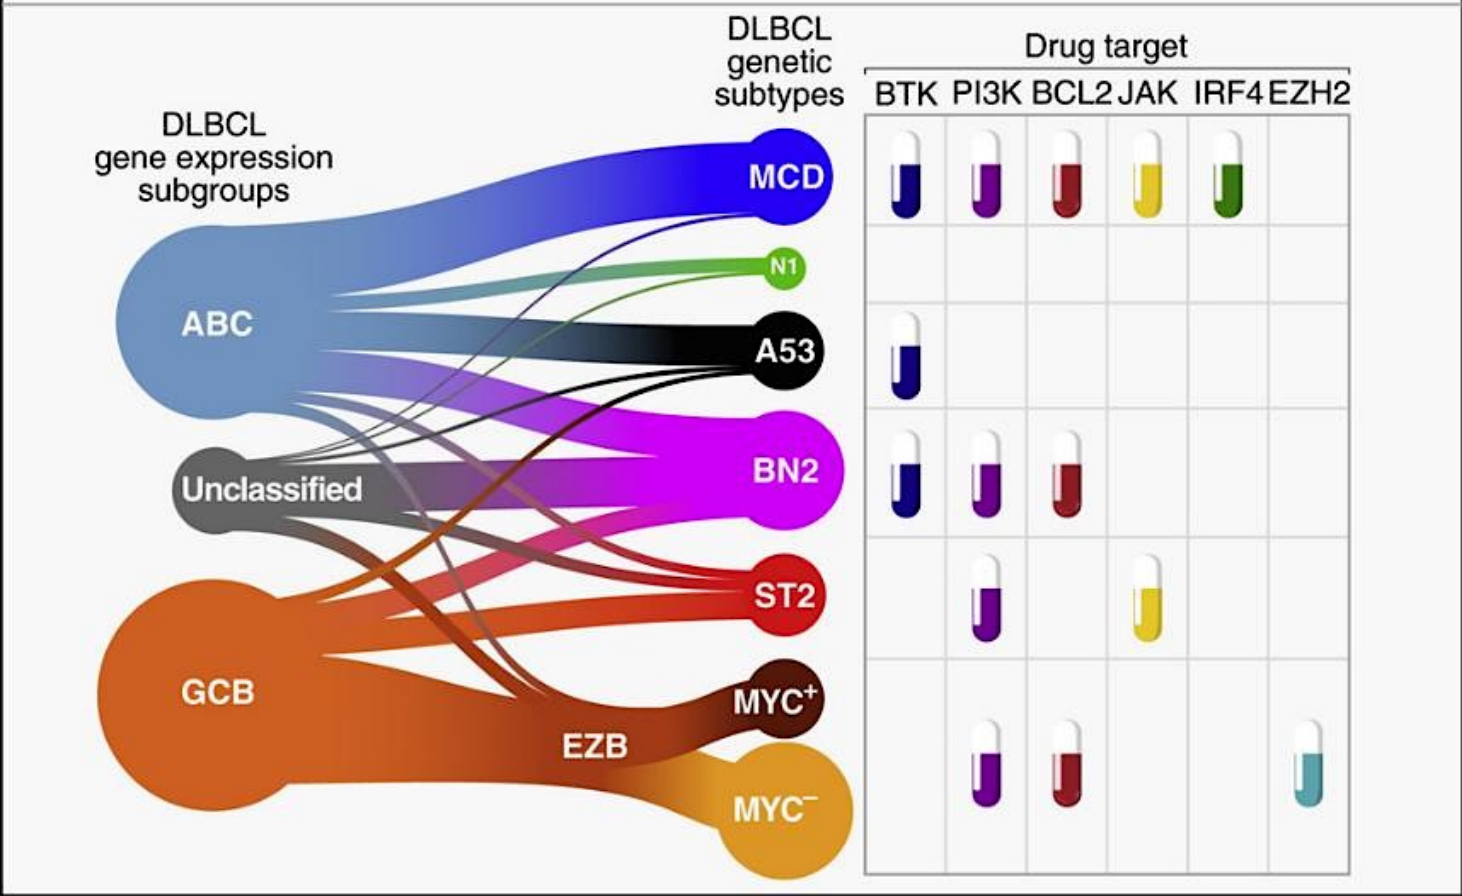 DLBCL
genetic
subtypes
Drug target
BTK PI3K BCL2 JAK IRF4 EZH2
DLBCL
gene expression
subgroups
MCD
N1
ABC
A53
BN2
Unclassified
ST2
GCB
MYC⁺
EZB
MYC⁻